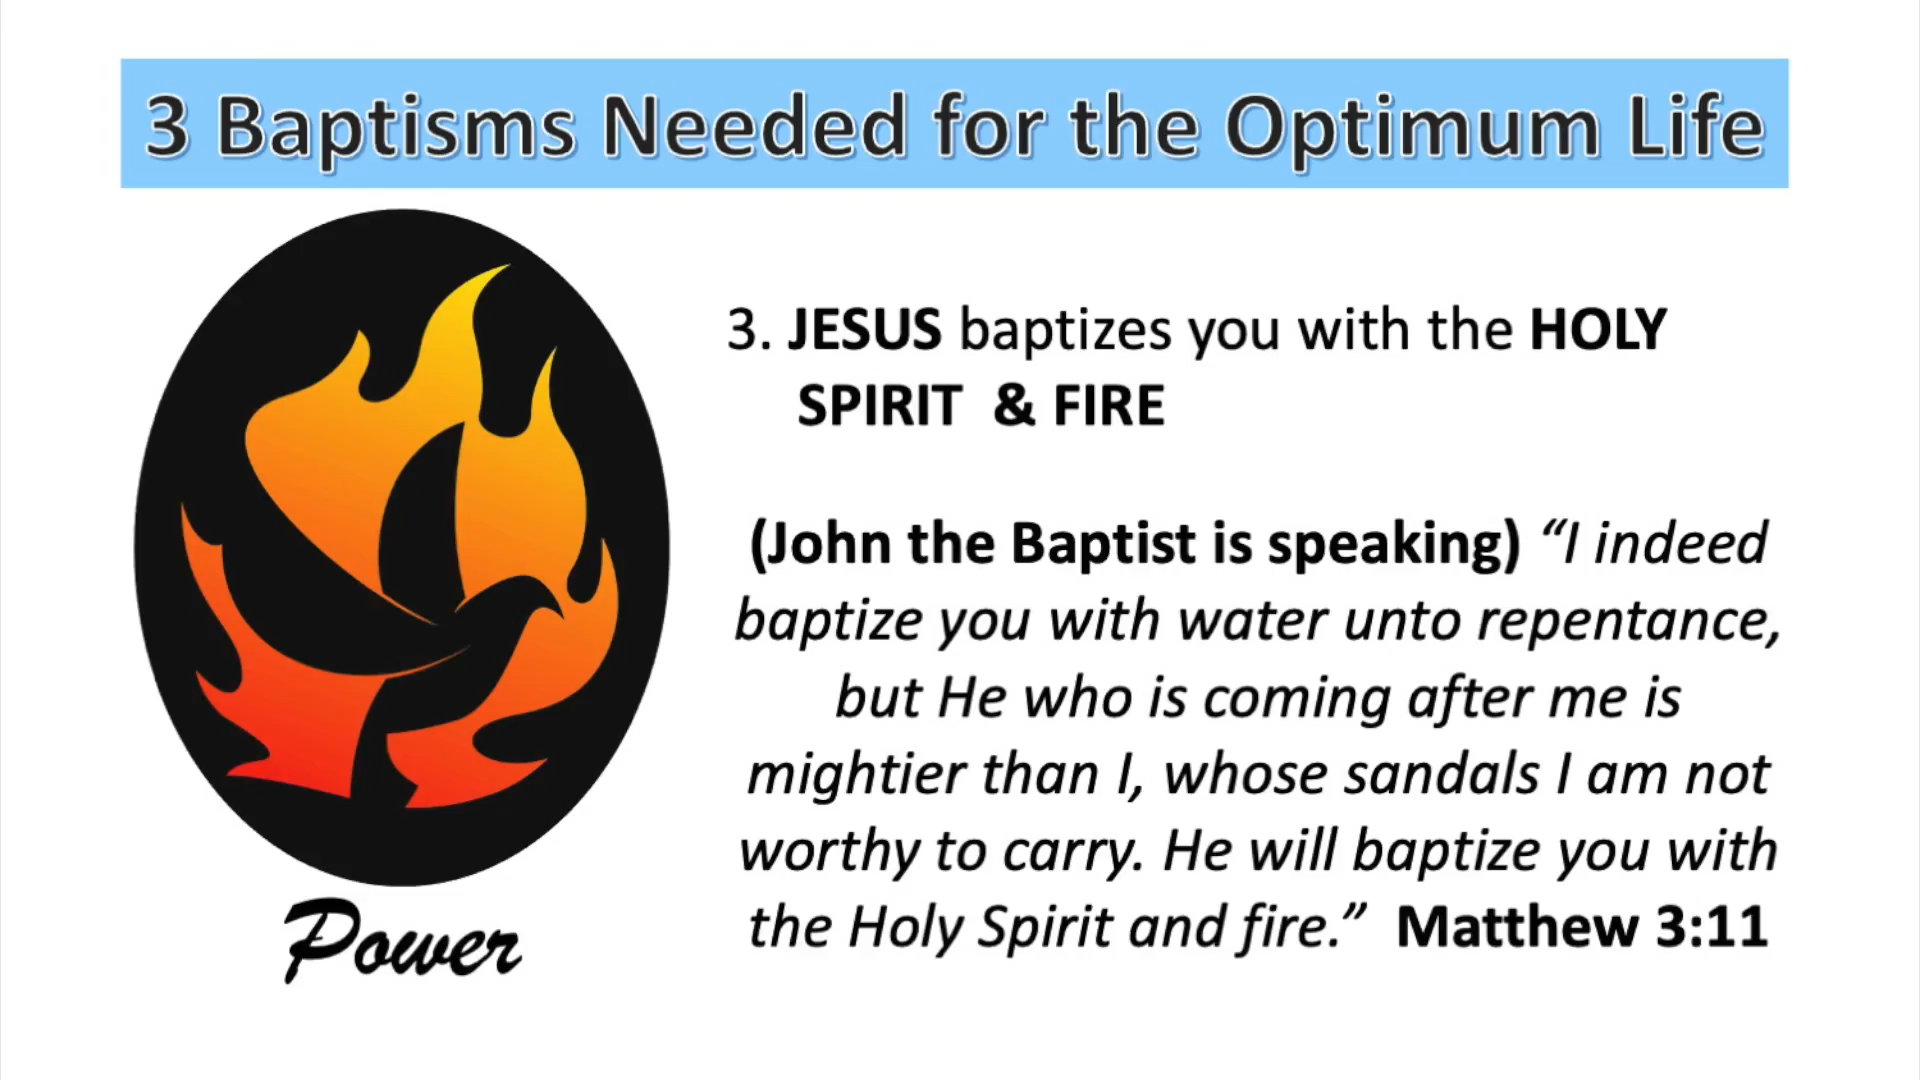 3 Baptisms Needed for the Optimum Life
3. JESUS baptizes you with the HOLY
SPIRIT & FIRE
(John the Baptist is speaking) “I indeed
baptize you with water unto repentance,
but He who is coming after me is
mightier than I, whose sandals I am not
worthy to carry. He will baptize you with
the Holy Spirit and fire.” Matthew 3:11
Power